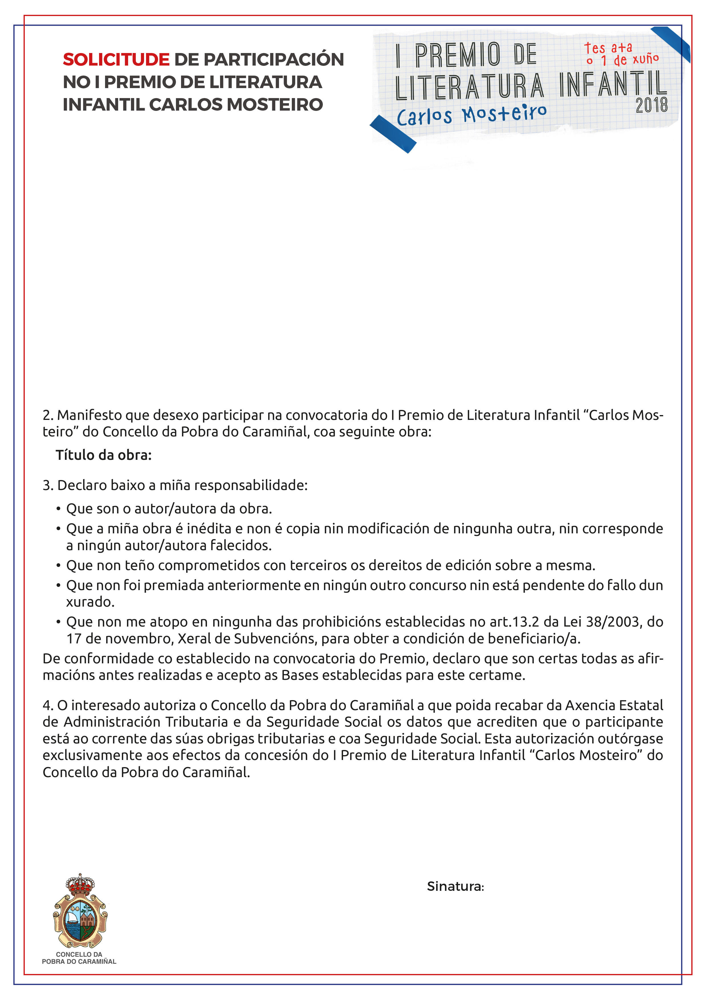 SOLICITUDE DE PARTICIPACIÓN
NO I PREMIO DE LITERATURA
INFANTIL CARLOS MOSTEIRO
I PREMIO DE
tes ata
o 1 de xuño
LITERATURA INFANTIL
2018
Carlos Mosteiro
2. Manifesto que desexo participar na convocatoria do I Premio de Literatura Infantil “Carlos Mos-
teiro” do Concello da Pobra do Caramiñal, coa seguinte obra:
Título da obra:
3. Declaro baixo a miña responsabilidade:
• Que son o autor/autora da obra.
• Que a miña obra é inédita e non é copia nin modificación de ningunha outra, nin corresponde
a ningún autor/autora falecidos.
• Que non teño comprometidos con terceiros os dereitos de edición sobre a mesma.
• Que non foi premiada anteriormente en ningún outro concurso nin está pendente do fallo dun
xurado.
• Que non me atopo en ningunha das prohibicións establecidas no art.13.2 da Lei 38/2003, do
17 de novembro, Xeral de Subvencións, para obter a condición de beneficiario/a.
De conformidade co establecido na convocatoria do Premio, declaro que son certas todas as afir-
macións antes realizadas e acepto as Bases establecidas para este certame.
4. O interesado autoriza o Concello da Pobra do Caramiñal a que poida recabar da Axencia Estatal
de Administración Tributaria e da Seguridade Social os datos que acrediten que o participante
está ao corrente das súas obrigas tributarias e coa Seguridade Social. Esta autorización outórgase
exclusivamente aos efectos da concesión do I Premio de Literatura Infantil “Carlos Mosteiro” do
Concello da Pobra do Caramiñal.
Sinatura:
CONCELLO DA
POBRA DO CARAMIÑAL